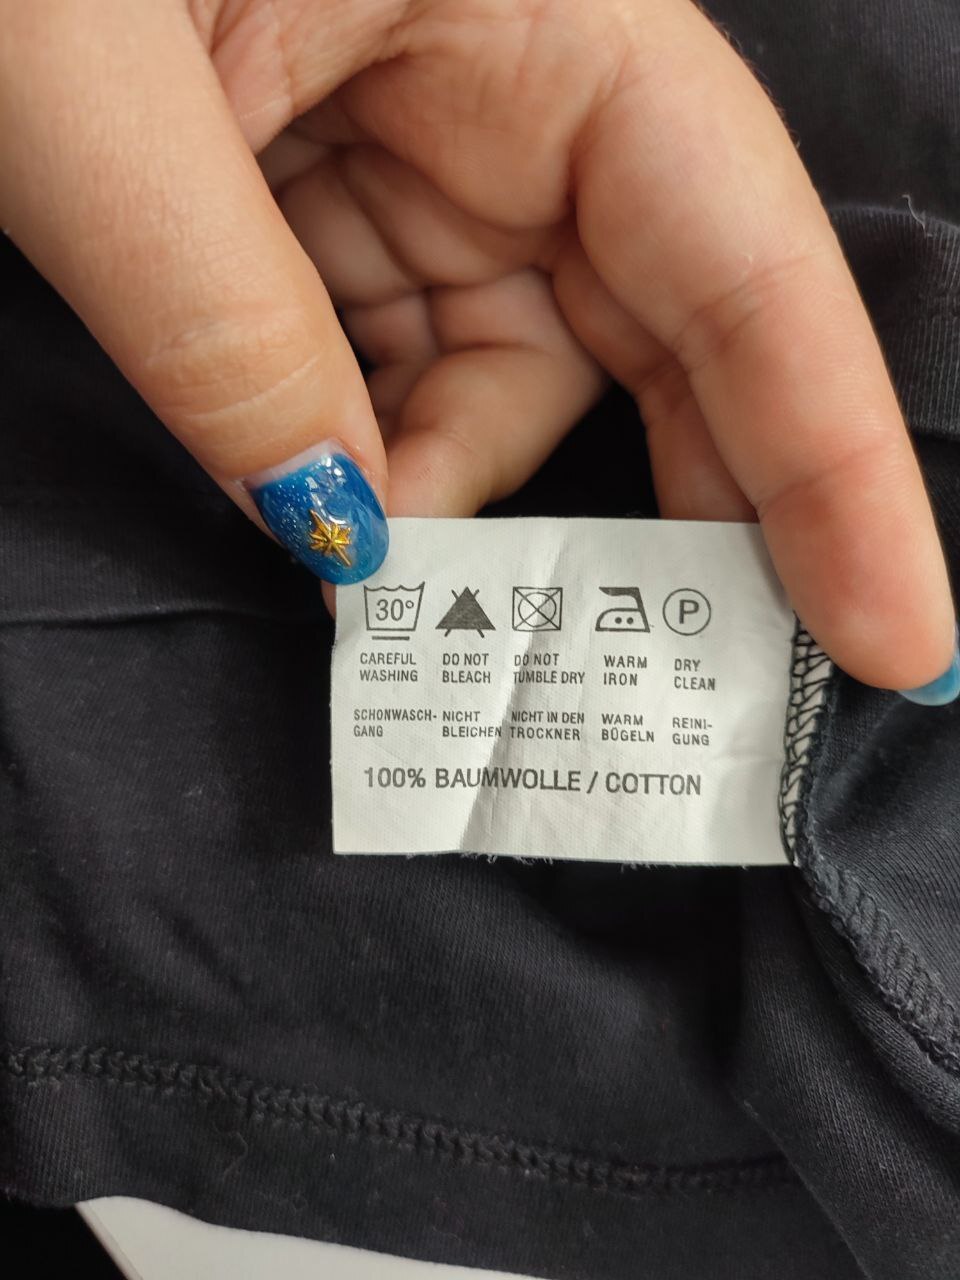 30°
P
CAREFUL WASHING
DO NOT BLEACH
DO NOT TUMBLE DRY
WARM IRON
DRY CLEAN
SCHONWASCH-GANG
NICHT BLEICHEN
NICHT IN DEN TROCKNER
WARM BÜGELN
REINI-GUNG
100% BAUMWOLLE / COTTON